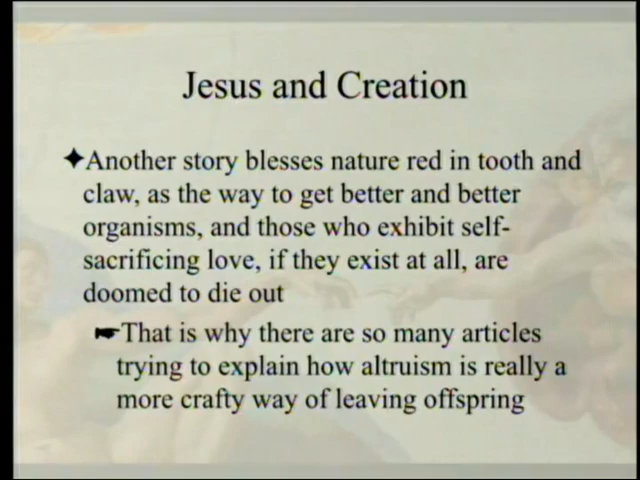 Jesus and Creation
✦Another story blesses nature red in tooth and
claw, as the way to get better and better
organisms, and those who exhibit self-
sacrificing love, if they exist at all, are
doomed to die out
☛That is why there are so many articles
trying to explain how altruism is really a
more crafty way of leaving offspring